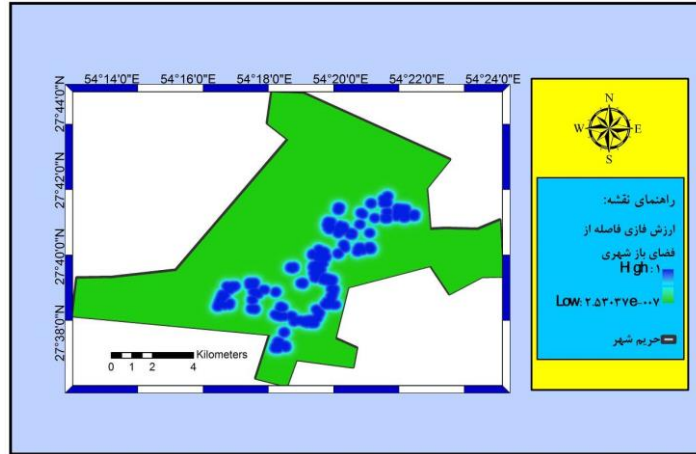 54°14'0"E 54°16'0"E 54°18'0"E 54°20'0"E 54°22'0"E 54°24'0"E
27°44'0"N
27°42'0"N
27°40'0"N
27°38'0"N
N
W E
S
راهنمای نقشه:
ارزش فازی فاصله از
فضای باز شهری
High : ۱
Low: ۲.۵۳۰۳۷e-۰۰۷
حریم شهر
Kilometers
0 1 2 4